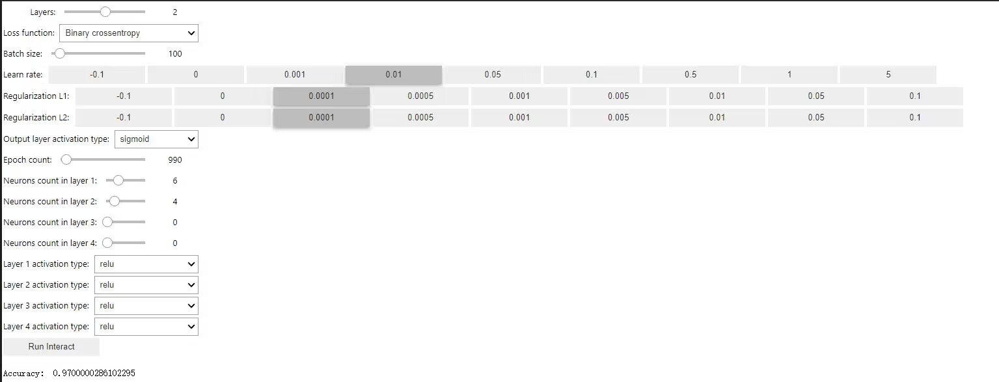 Layers: 2
Loss function: Binary crossentropy
Batch size: 100
Learn rate: -0.1 0 0.001 0.01 0.05 0.1 0.5 1 5
Regularization L1: -0.1 0 0.0001 0.0005 0.001 0.005 0.01 0.05 0.1
Regularization L2: -0.1 0 0.0001 0.0005 0.001 0.005 0.01 0.05 0.1
Output layer activation type: sigmoid
Epoch count: 990
Neurons count in layer 1: 6
Neurons count in layer 2: 4
Neurons count in layer 3: 0
Neurons count in layer 4: 0
Layer 1 activation type: relu
Layer 2 activation type: relu
Layer 3 activation type: relu
Layer 4 activation type: relu
Run Interact
Accuracy: 0.9700000286102295